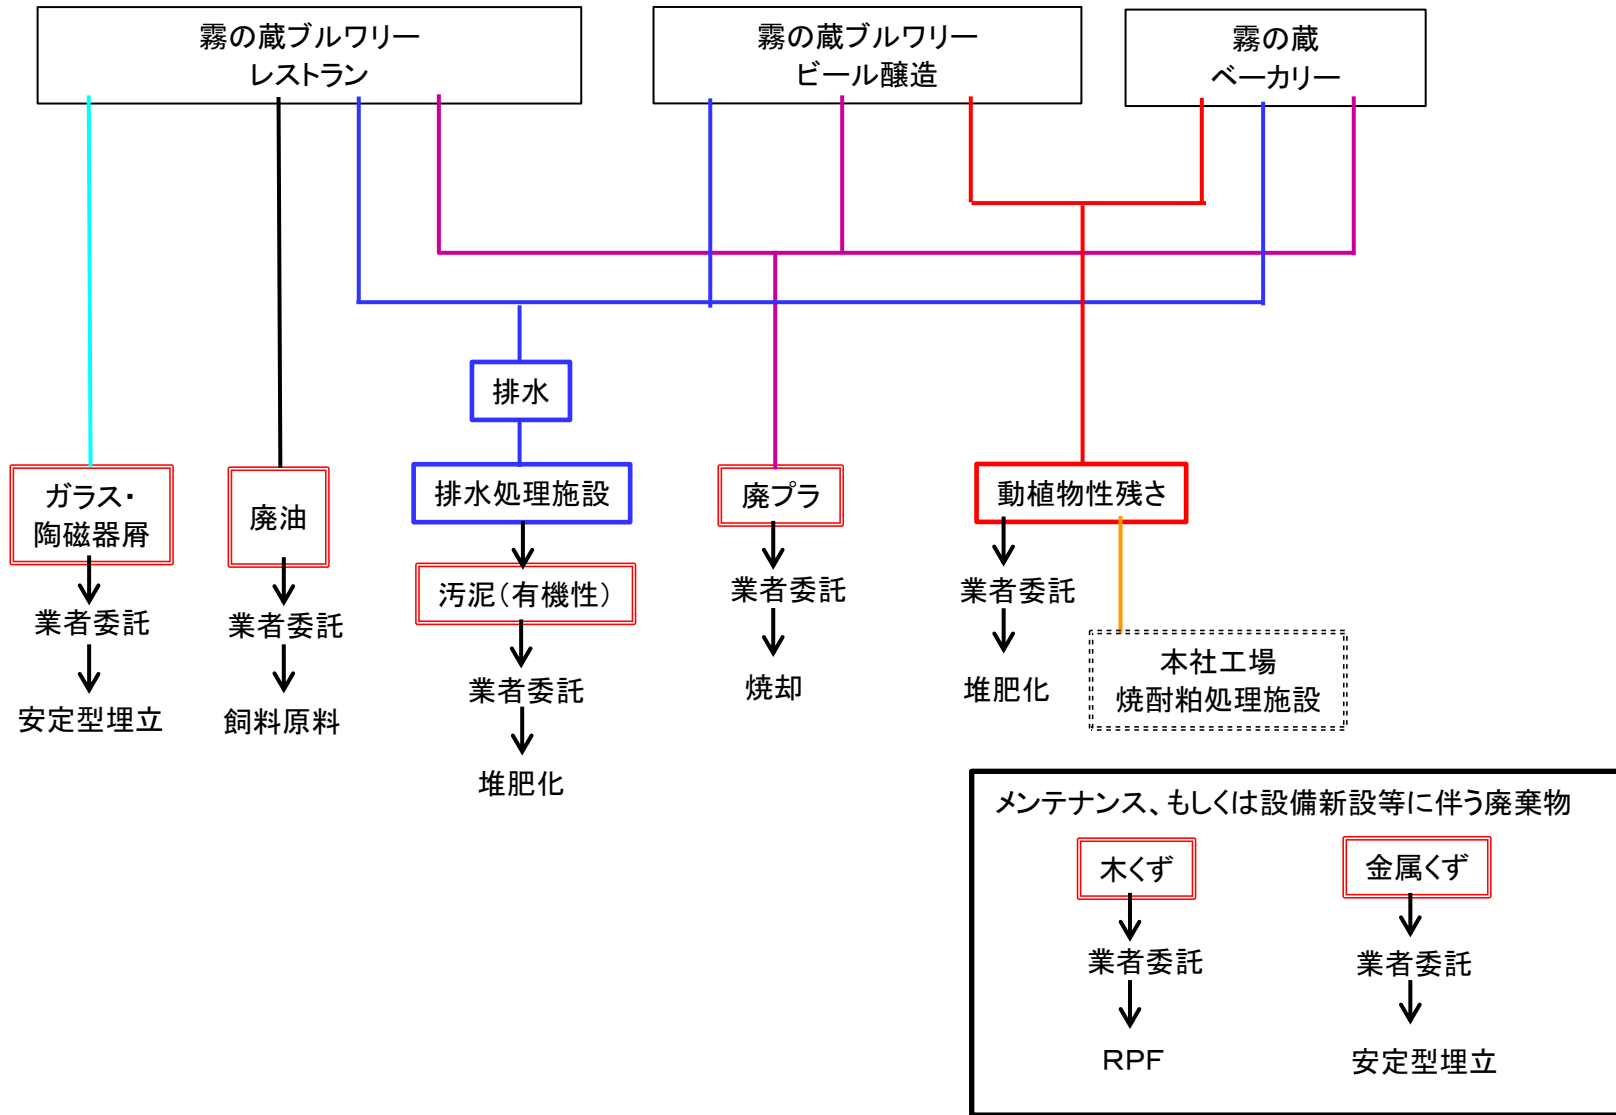 霧の蔵ブルワリー
レストラン
霧の蔵ブルワリー
ビール醸造
霧の蔵
ベーカリー
排水
ガラス・
陶磁器屑
廃油
排水処理施設
廃プラ
動植物性残さ
業者委託
業者委託
汚泥(有機性)
業者委託
業者委託
安定型埋立
飼料原料
業者委託
焼却
堆肥化
本社工場
焼酎粕処理施設
堆肥化
メンテナンス、もしくは設備新設等に伴う廃棄物
木くず
金属くず
業者委託
業者委託
RPF
安定型埋立